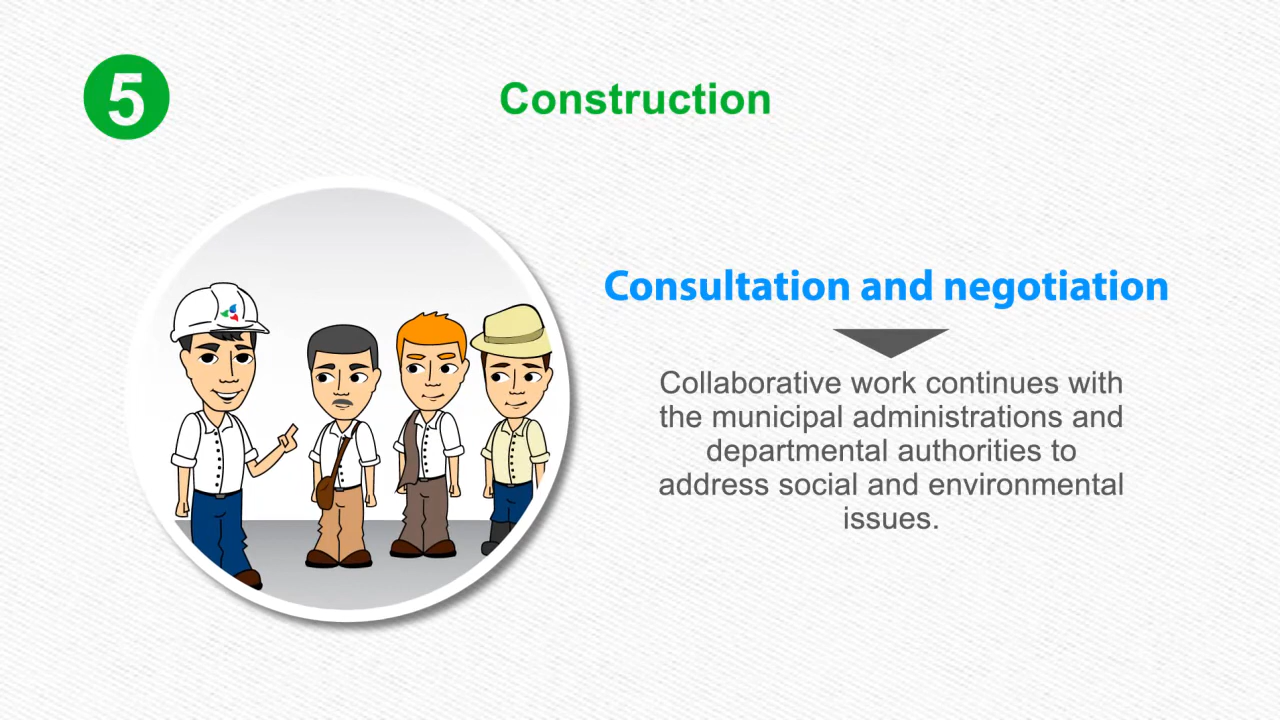 5
Construction
Consultation and negotiation
Collaborative work continues with
the municipal administrations and
departmental authorities to
address social and environmental
issues.